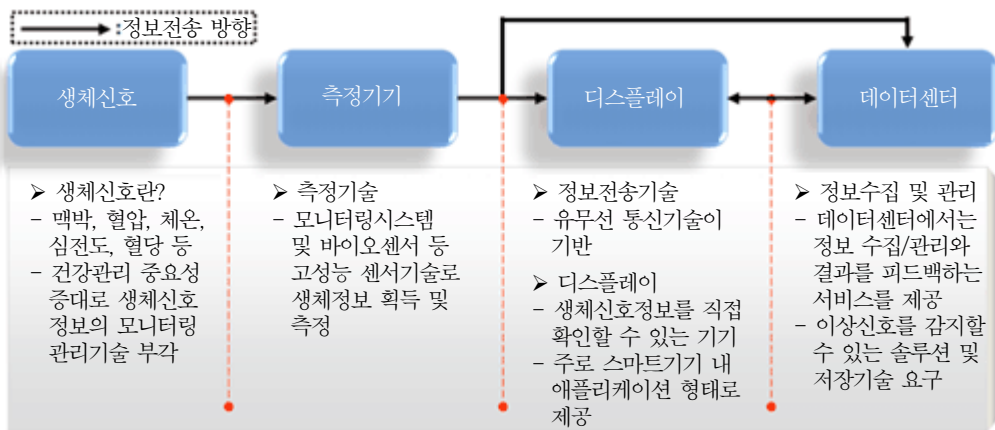 :정보전송 방향
생체신호
측정기기
디스플레이
데이터센터
➢ 생체신호란?
- 맥박, 혈압, 체온,
심전도, 혈당 등
- 건강관리 중요성
증대로 생체신호
정보의 모니터링
관리기술 부각
➢ 측정기술
- 모니터링시스템
및 바이오센서 등
고성능 센서기술로
생체정보 획득 및
측정
➢ 정보전송기술
- 유무선 통신기술이
기반
➢ 디스플레이
- 생체신호정보를 직접
확인할 수 있는 기기
- 주로 스마트기기 내
애플리케이션 형태로
제공
➢ 정보수집 및 관리
- 데이터센터에서는
정보 수집/관리와
결과를 피드백하는
서비스를 제공
- 이상신호를 감지할
수 있는 솔루션 및
저장기술 요구